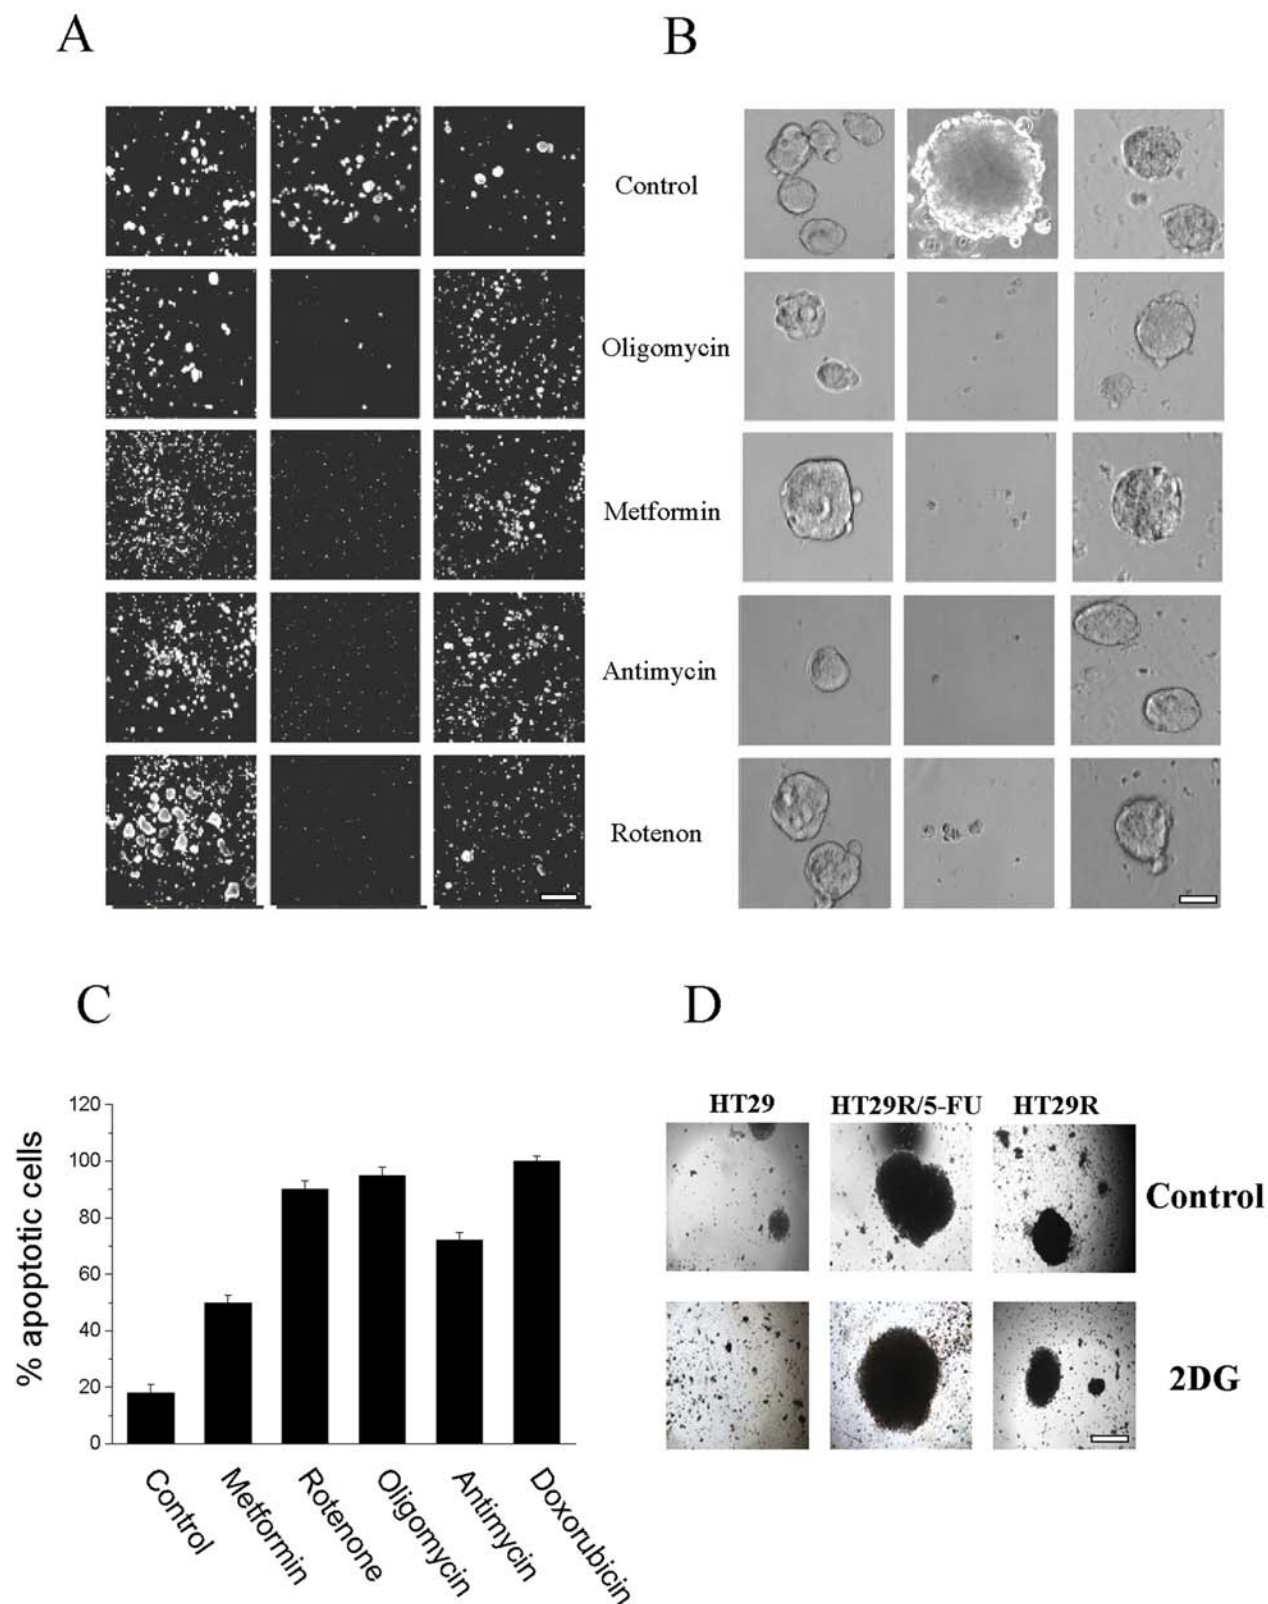 A
B
Control
Oligomycin
Metformin
Antimycin
Rotenon
C
D
% apoptotic cells
120
100
80
60
40
20
0
Control
Metformin
Rotenone
Oligomycin
Antimycin
Doxorubicin
HT29
HT29R/5-FU
HT29R
Control
2DG